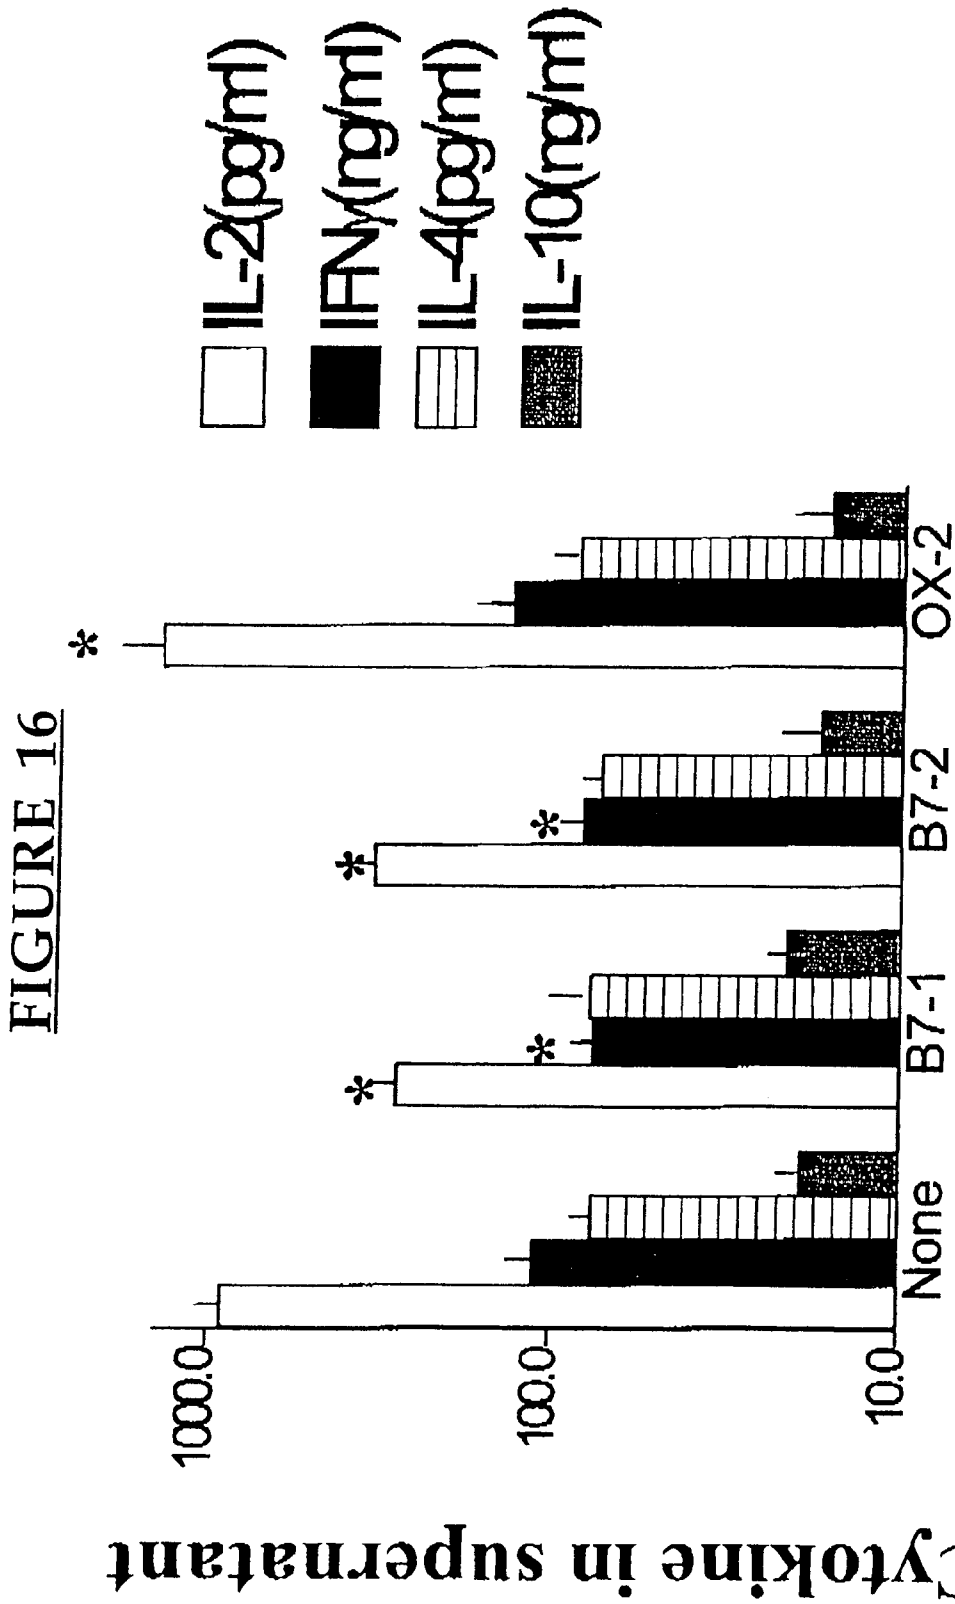 FIGURE 16
Cytokine in supernatant
1000.0
100.0
10.0
None
B7-1
B7-2
OX-2
*
*
*
*
*
IL-2(pg/ml)
IFNγ(ng/ml)
IL-4(pg/ml)
IL-10(ng/ml)